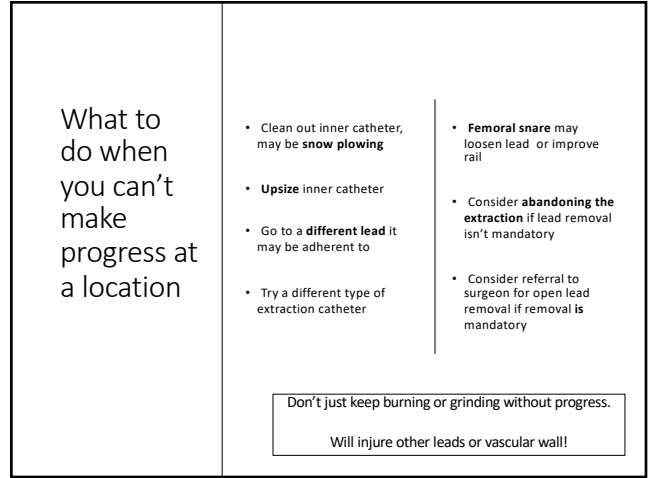 What to
do when
you can't
make
progress at
a location
• Clean out inner catheter,
may be snow plowing
• Upsize inner catheter
• Go to a different lead it
may be adherent to
• Try a different type of
extraction catheter
• Femoral snare may
loosen lead or improve
rail
• Consider abandoning the
extraction if lead removal
isn't mandatory
• Consider referral to
surgeon for open lead
removal if removal is
mandatory
Don't just keep burning or grinding without progress.
Will injure other leads or vascular wall!